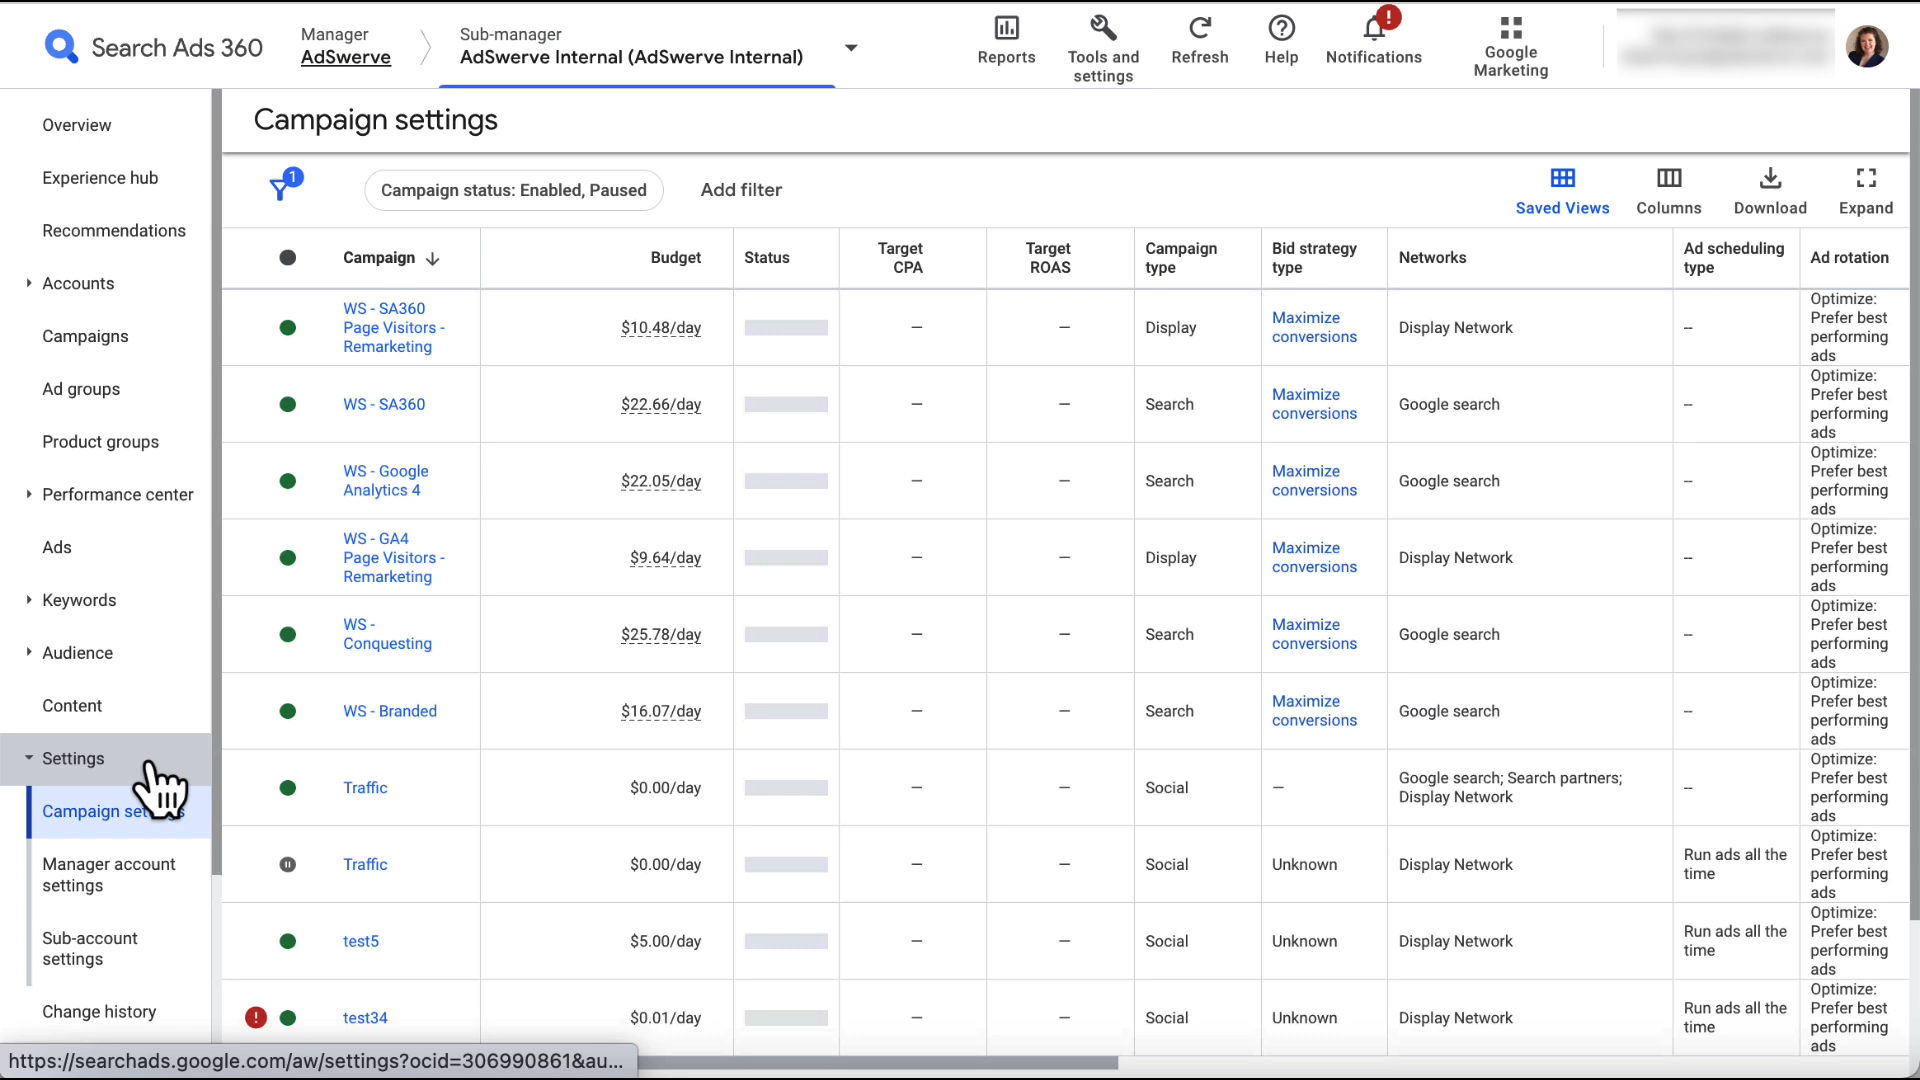 Search Ads 360
Manager
AdSwerve
Sub-manager
AdSwerve Internal (AdSwerve Internal)
Reports
Tools and
settings
Refresh
Help
!
Notifications
Google
Marketing
Overview
Experience hub
Recommendations
Accounts
Campaigns
Ad groups
Product groups
Performance center
Ads
Keywords
Audience
Content
Settings
Campaign se
Manager account
settings
Sub-account
settings
Change history
Campaign settings
1
Campaign status: Enabled, Paused
Add filter
Saved Views
Columns
Download
Expand
Campaign
Budget
Status
Target
CPA
Target
ROAS
Campaign
type
Bid strategy
type
Networks
Ad scheduling
type
Ad rotation
WS - SA360
Page Visitors -
Remarketing
$10.48/day
—
—
Display
Maximize
conversions
Display Network
--
Optimize:
Prefer best
performing
ads
WS - SA360
$22.66/day
—
—
Search
Maximize
conversions
Google search
--
Optimize:
Prefer best
performing
ads
WS - Google
Analytics 4
$22.05/day
—
—
Search
Maximize
conversions
Google search
--
Optimize:
Prefer best
performing
ads
WS - GA4
Page Visitors -
Remarketing
$9.64/day
—
—
Display
Maximize
conversions
Display Network
--
Optimize:
Prefer best
performing
ads
WS -
Conquesting
$25.78/day
—
—
Search
Maximize
conversions
Google search
--
Optimize:
Prefer best
performing
ads
WS - Branded
$16.07/day
—
—
Search
Maximize
conversions
Google search
--
Optimize:
Prefer best
performing
ads
Traffic
$0.00/day
—
—
Social
—
Google search; Search partners;
Display Network
--
Optimize:
Prefer best
performing
ads
Traffic
$0.00/day
—
—
Social
Unknown
Display Network
Run ads all the
time
Optimize:
Prefer best
performing
ads
test5
$5.00/day
—
—
Social
Unknown
Display Network
Run ads all the
time
Optimize:
Prefer best
performing
ads
!
test34
$0.01/day
—
—
Social
Unknown
Display Network
Run ads all the
time
Optimize:
Prefer best
performing
ads
https://searchads.google.com/aw/settings?ocid=306990861&au...